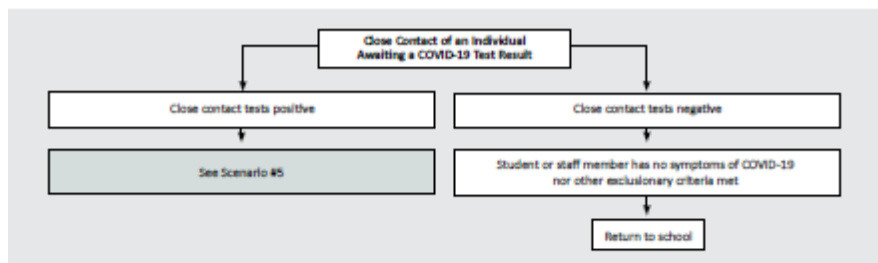 Close Contact of an Individual
Awaiting a COVID-19 Test Result
Close contact tests positive
Close contact tests negative
See Scenario #5
Student or staff member has no symptoms of COVID-19
nor other exclusionary criteria met
Return to school